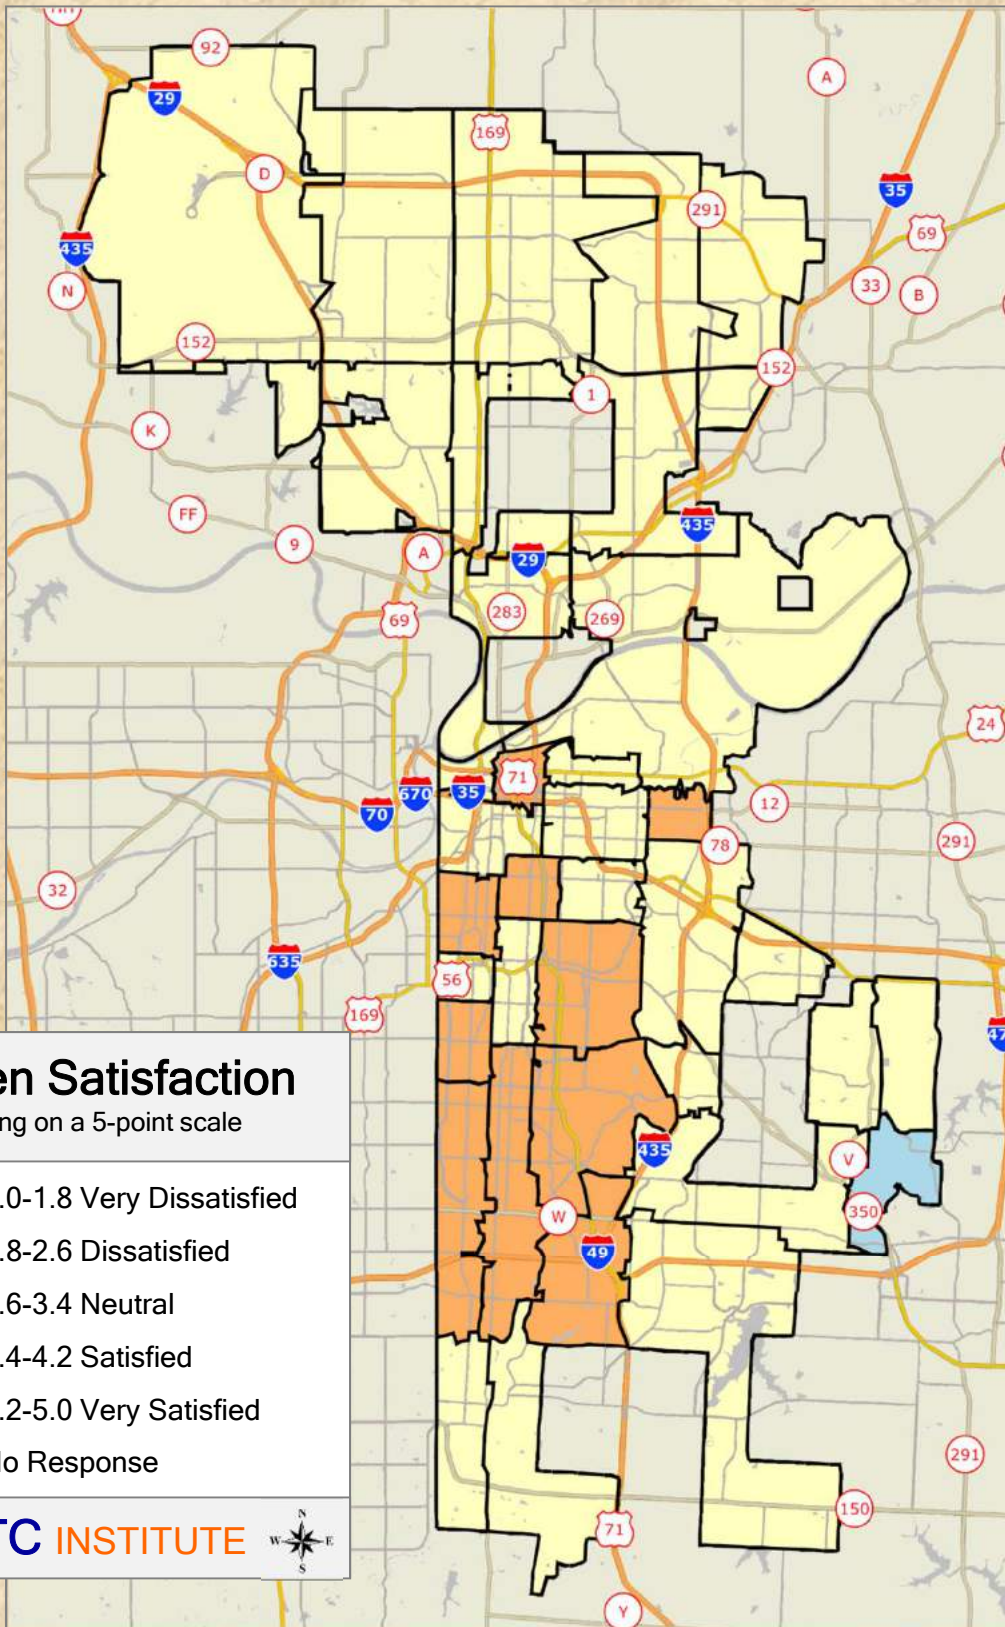 92
29
169
A
D
291
35
69
435
N
33
B
152
152
1
K
FF
435
9
A
29
283
269
69
24
71
670
35
70
12
78
291
32
635
56
169
en Satisfaction
ng on a 5-point scale
.0-1.8 Very Dissatisfied
.8-2.6 Dissatisfied
.6-3.4 Neutral
.4-4.2 Satisfied
.2-5.0 Very Satisfied
lo Response
TC INSTITUTE
N
W
E
S
47
435
V
350
W
49
291
150
71
Y